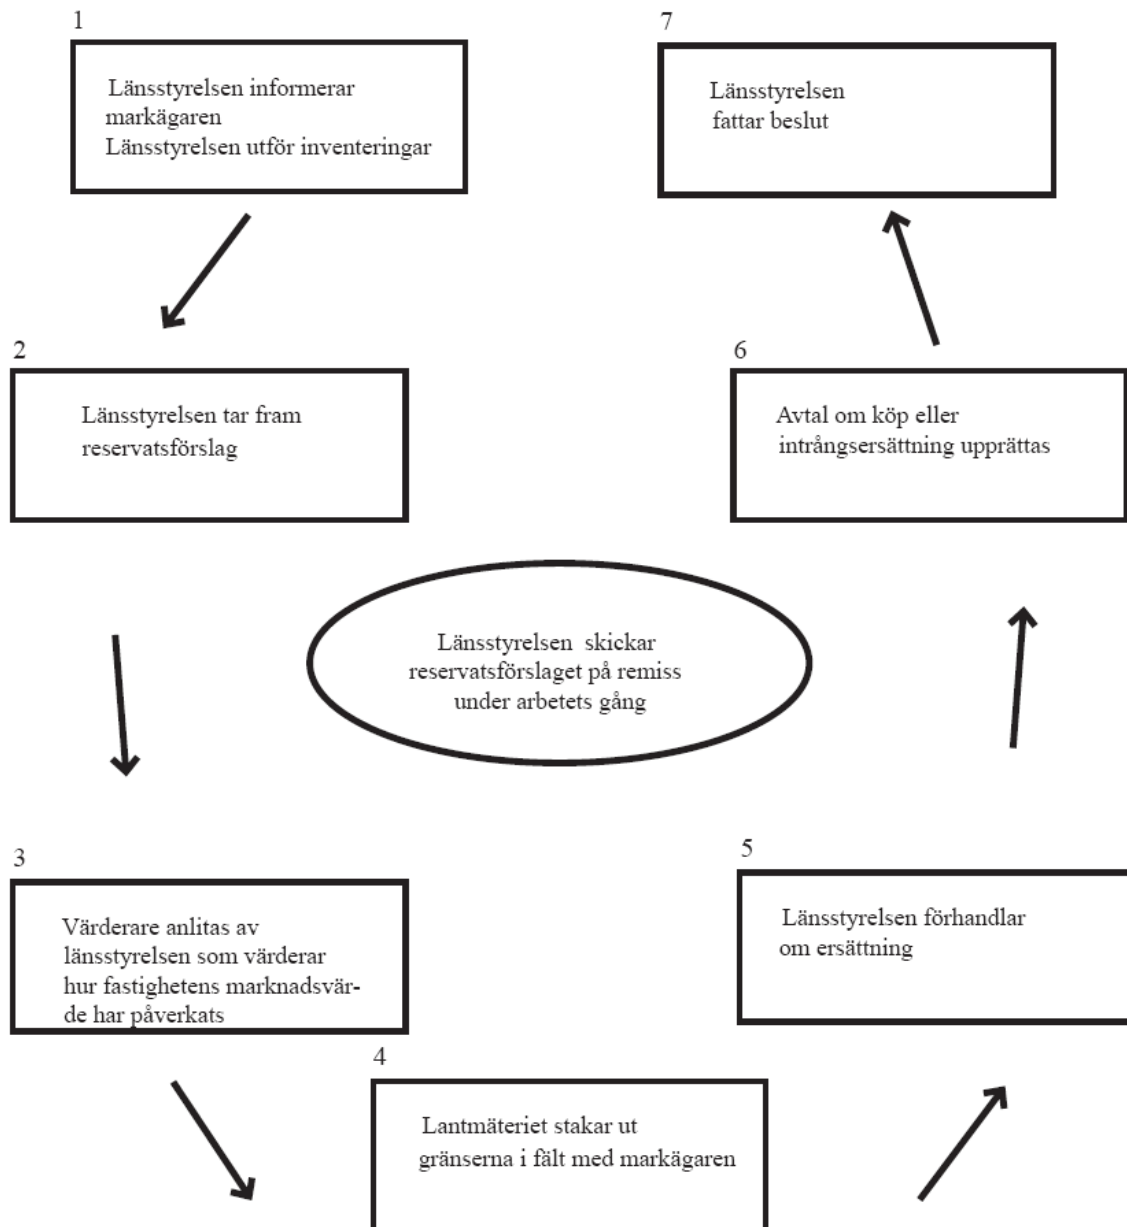 1
Länsstyrelsen informerar
markägaren
Länsstyrelsen utför inventeringar
2
Länsstyrelsen tar fram
reservatsförslag
3
Värderare anlitas av
länsstyrelsen som värderar
hur fastighetens marknadsvär-
de har påverkats
4
Lantmäteriet stakar ut
gränserna i fält med markägaren
5
Länsstyrelsen förhandlar
om ersättning
6
Avtal om köp eller
intrångsersättning upprättas
7
Länsstyrelsen
fattar beslut
Länsstyrelsen skickar
reservatsförslaget på remiss
under arbetets gång